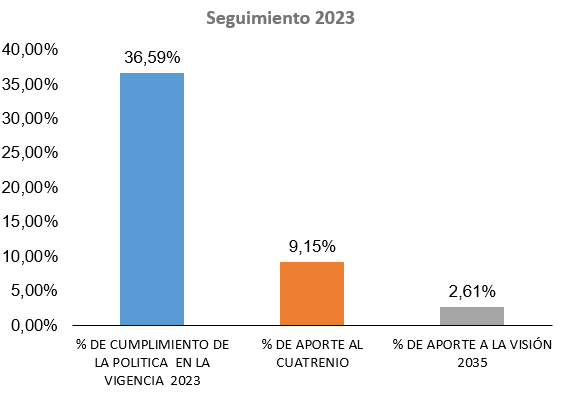 Seguimiento 2023
40,00%
35,00%
30,00%
25,00%
20,00%
15,00%
10,00%
5,00%
0,00%
36,59%
9,15%
2,61%
% DE CUMPLIMIENTO DE
LA POLITICA EN LA
VIGENCIA 2023
% DE APORTE AL
CUATRENIO
% DE APORTE A LA VISIÓN
2035